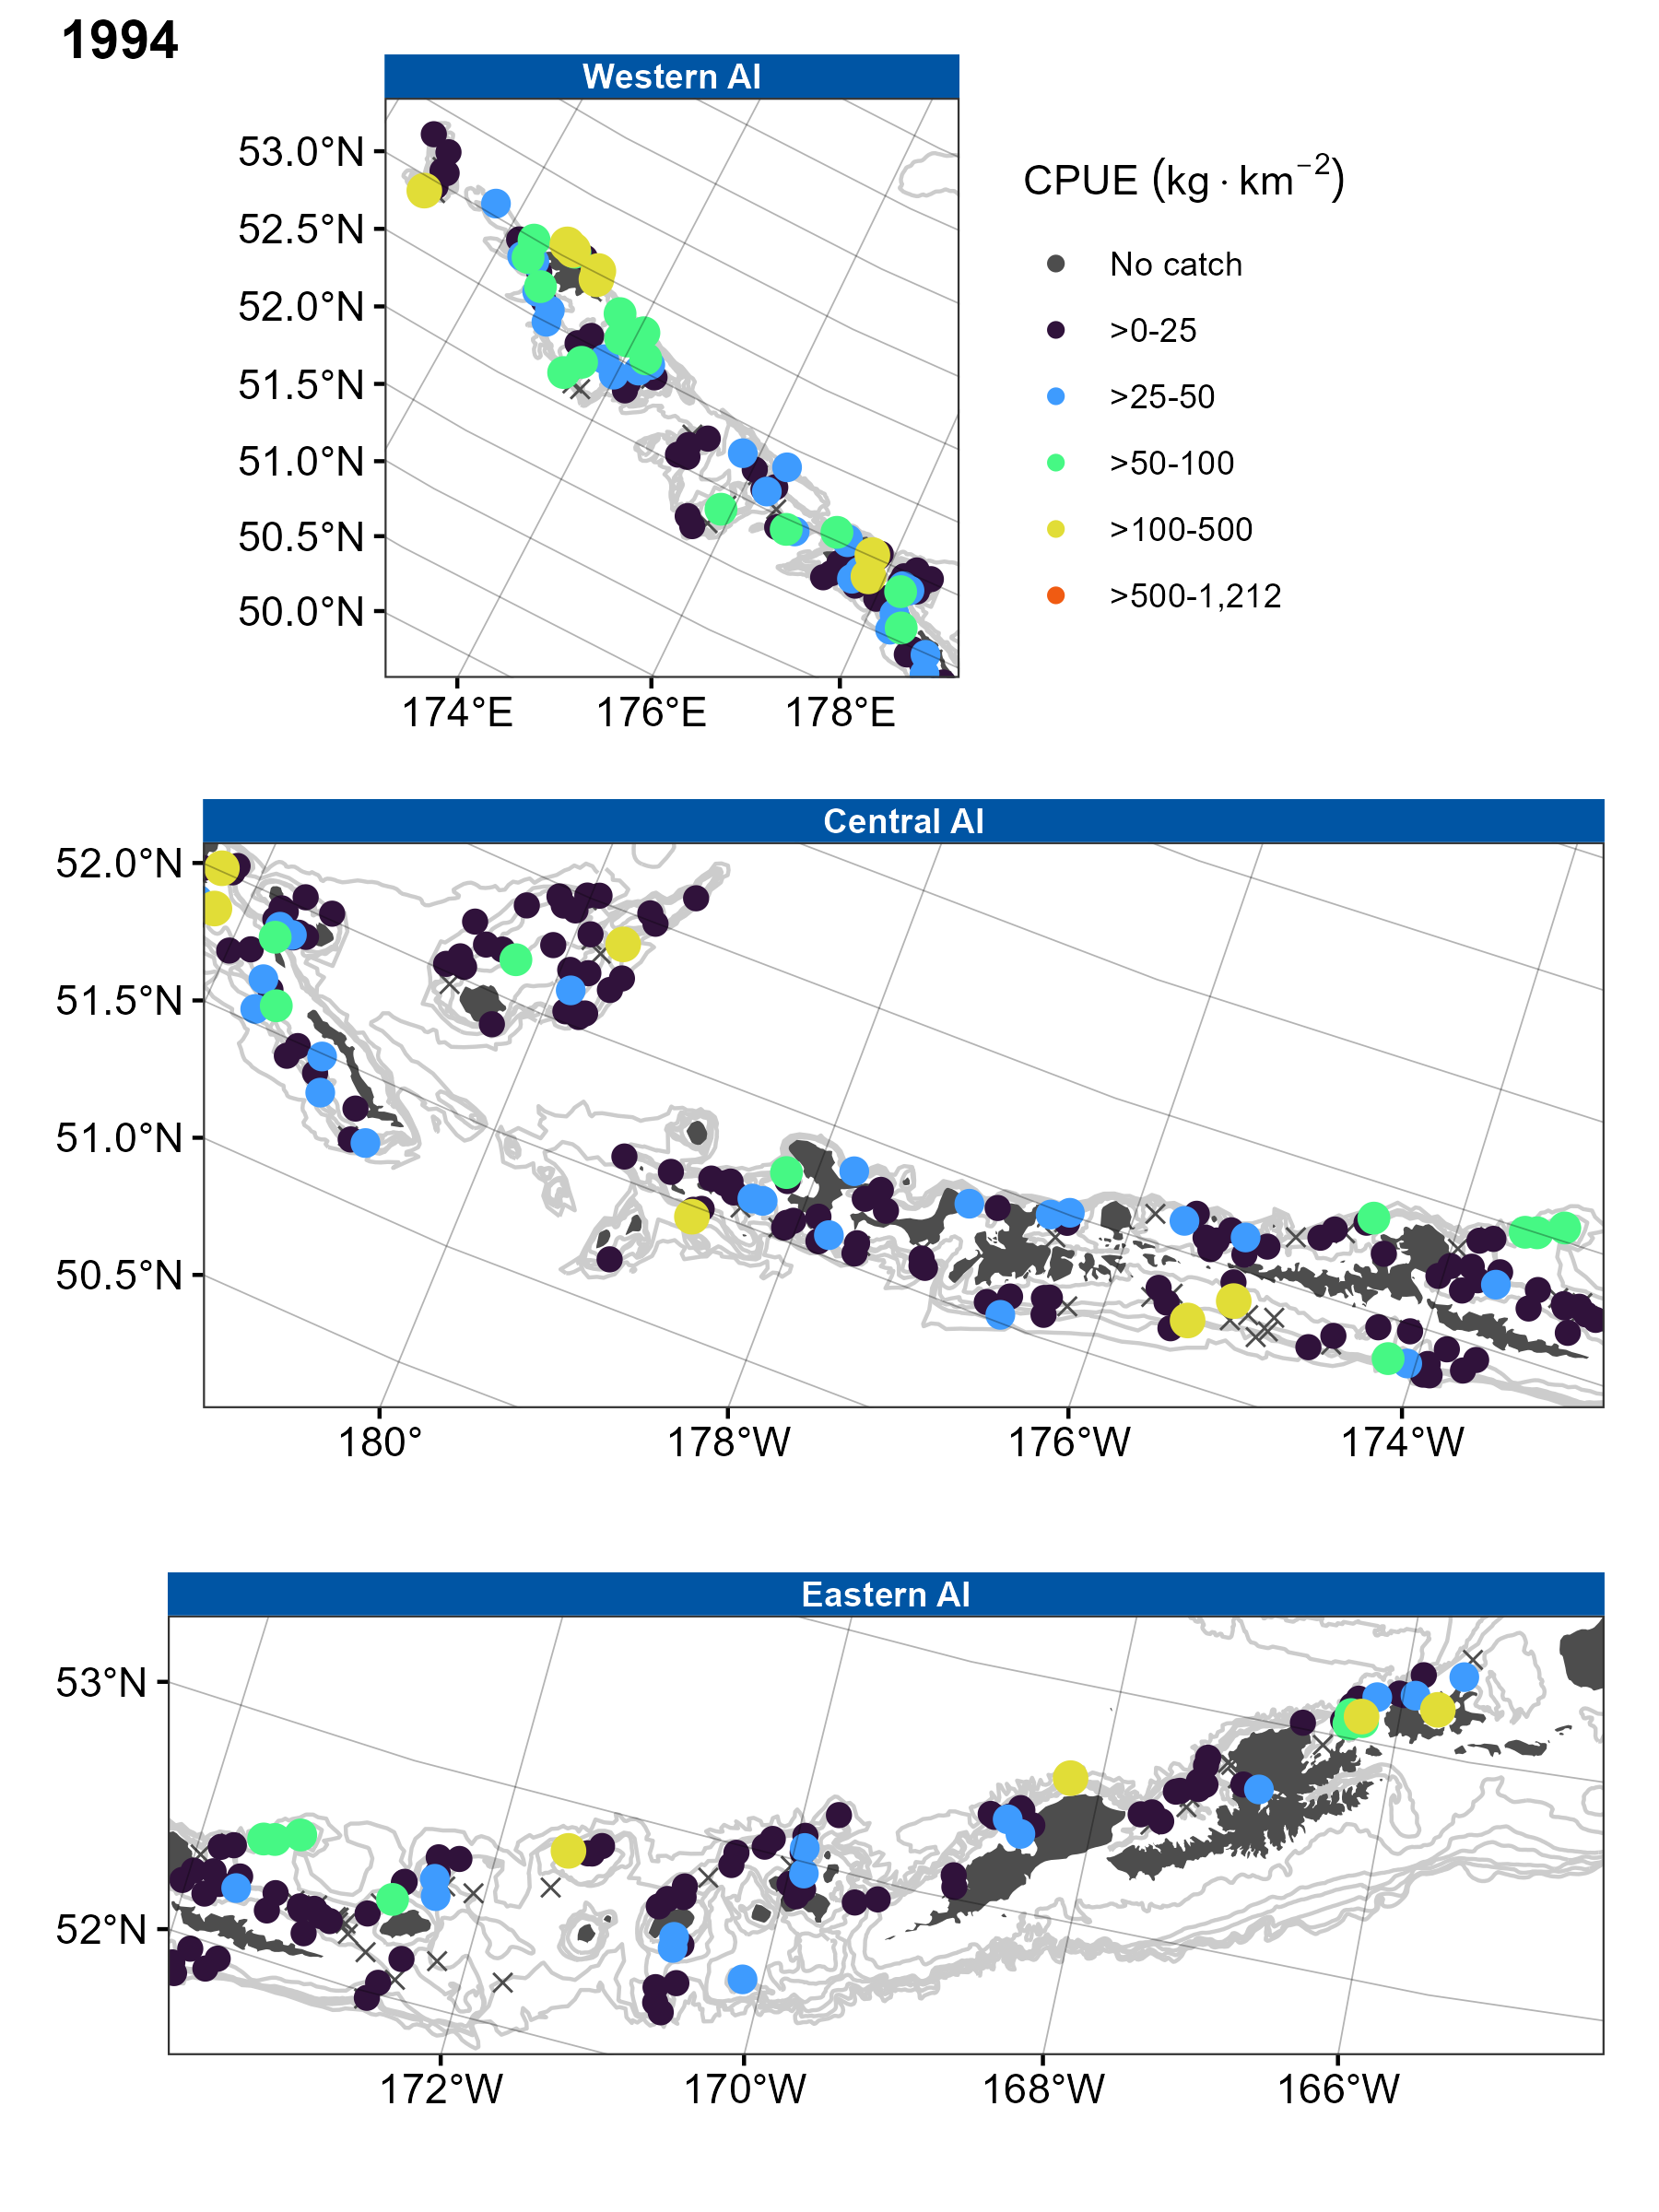 1994
Western AI
53.0°N
52.5°N
52.0°N
51.5°N
51.0°N
50.5°N
50.0°N
174°E 176°E 178°E
CPUE (kg · km⁻²)
No catch
>0-25
>25-50
>50-100
>100-500
>500-1,212
Central AI
52.0°N
51.5°N
51.0°N
50.5°N
180° 178°W 176°W 174°W
Eastern AI
53°N
52°N
172°W 170°W 168°W 166°W